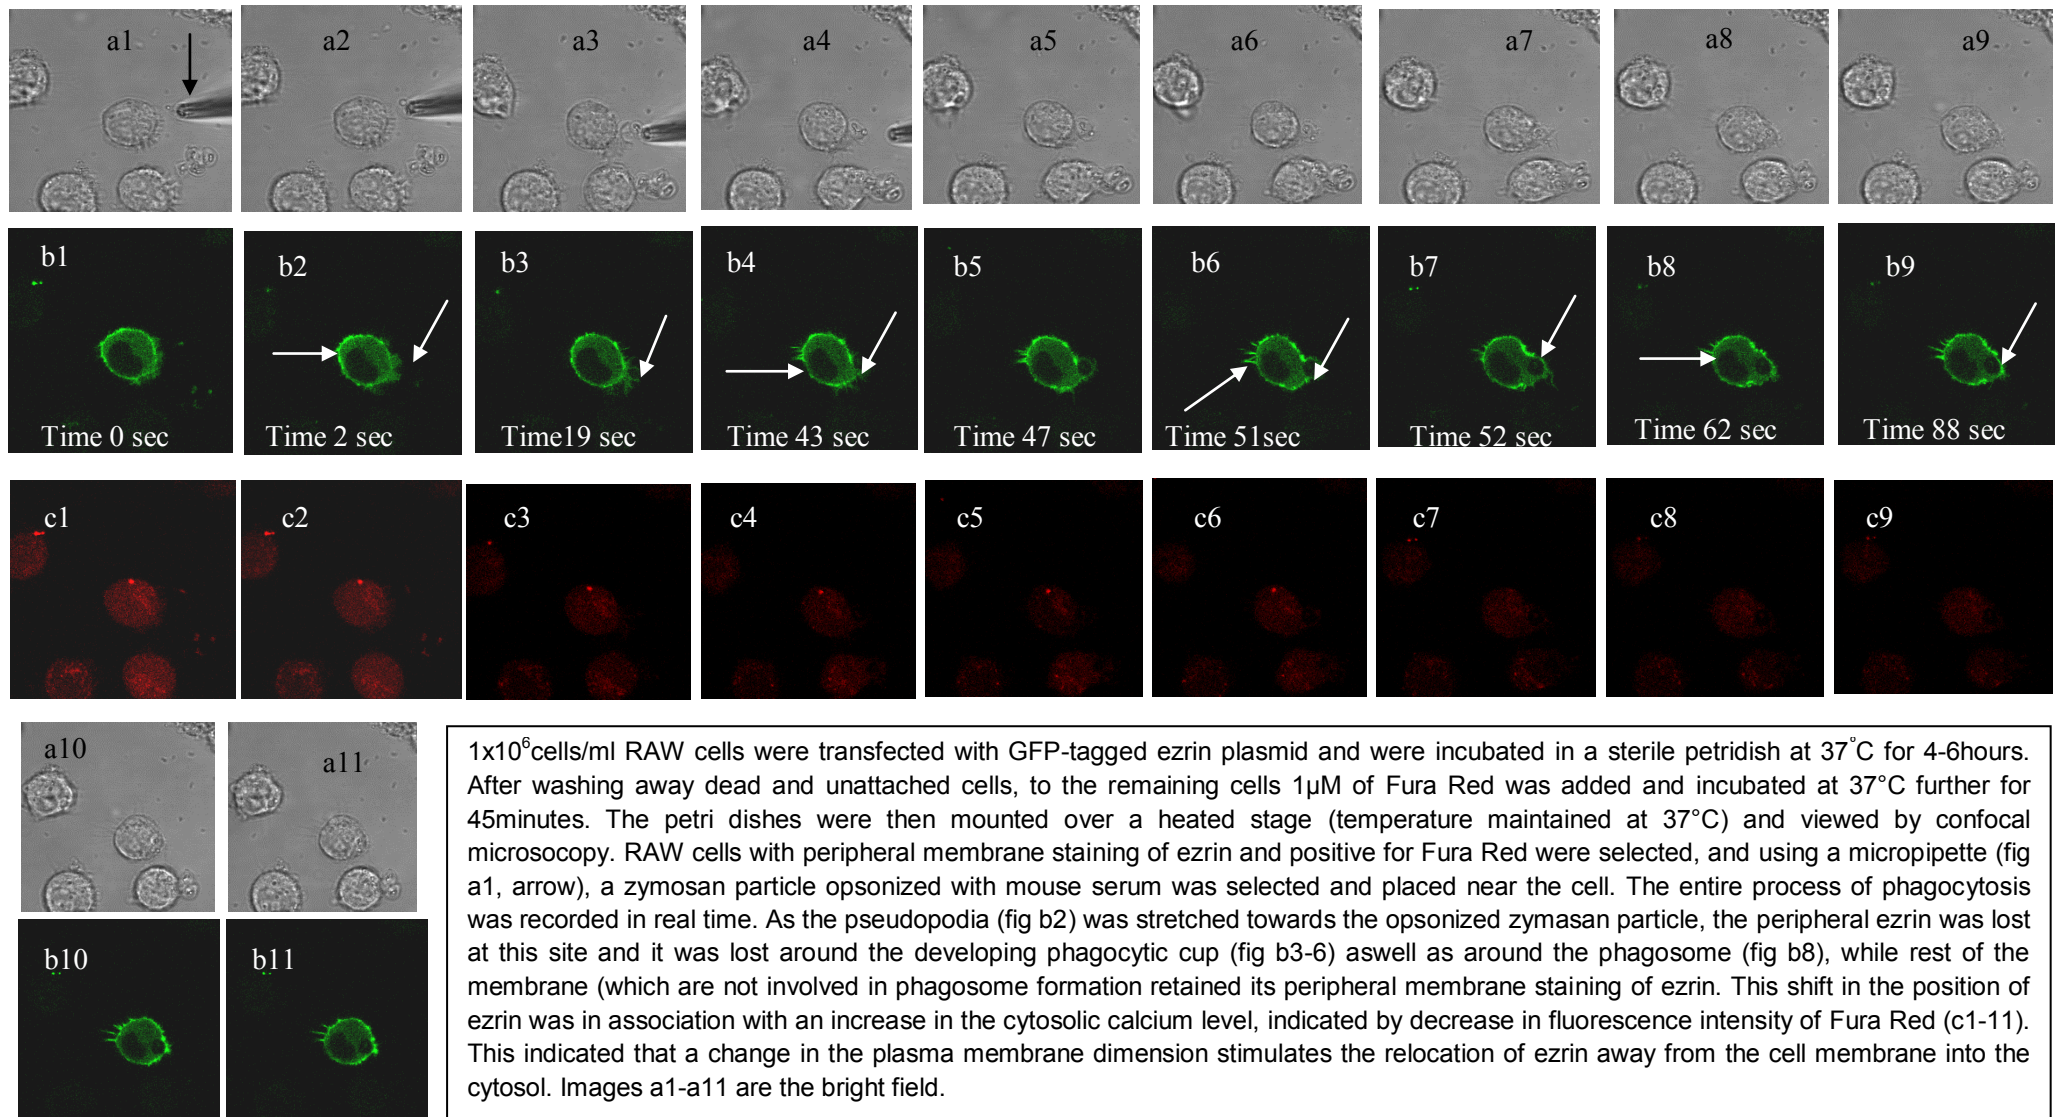 a1 a2 a3 a4 a5 a6 a7 a8 a9
b1 b2 b3 b4 b5 b6 b7 b8 b9
Time 0 sec Time 2 sec Time19 sec Time 43 sec Time 47 sec Time 51sec Time 52 sec Time 62 sec Time 88 sec
c1 c2 c3 c4 c5 c6 c7 c8 c9
a10 a11
b10 b11
1x10⁶cells/ml RAW cells were transfected with GFP-tagged ezrin plasmid and were incubated in a sterile petridish at 37°C for 4-6hours.
After washing away dead and unattached cells, to the remaining cells 1µM of Fura Red was added and incubated at 37°C further for
45minutes. The petri dishes were then mounted over a heated stage (temperature maintained at 37°C) and viewed by confocal
microsocopy. RAW cells with peripheral membrane staining of ezrin and positive for Fura Red were selected, and using a micropipette (fig
a1, arrow), a zymosan particle opsonized with mouse serum was selected and placed near the cell. The entire process of phagocytosis
was recorded in real time. As the pseudopodia (fig b2) was stretched towards the opsonized zymasan particle, the peripheral ezrin was lost
at this site and it was lost around the developing phagocytic cup (fig b3-6) aswell as around the phagosome (fig b8), while rest of the
membrane (which are not involved in phagosome formation retained its peripheral membrane staining of ezrin. This shift in the position of
ezrin was in association with an increase in the cytosolic calcium level, indicated by decrease in fluorescence intensity of Fura Red (c1-11).
This indicated that a change in the plasma membrane dimension stimulates the relocation of ezrin away from the cell membrane into the
cytosol. Images a1-a11 are the bright field.